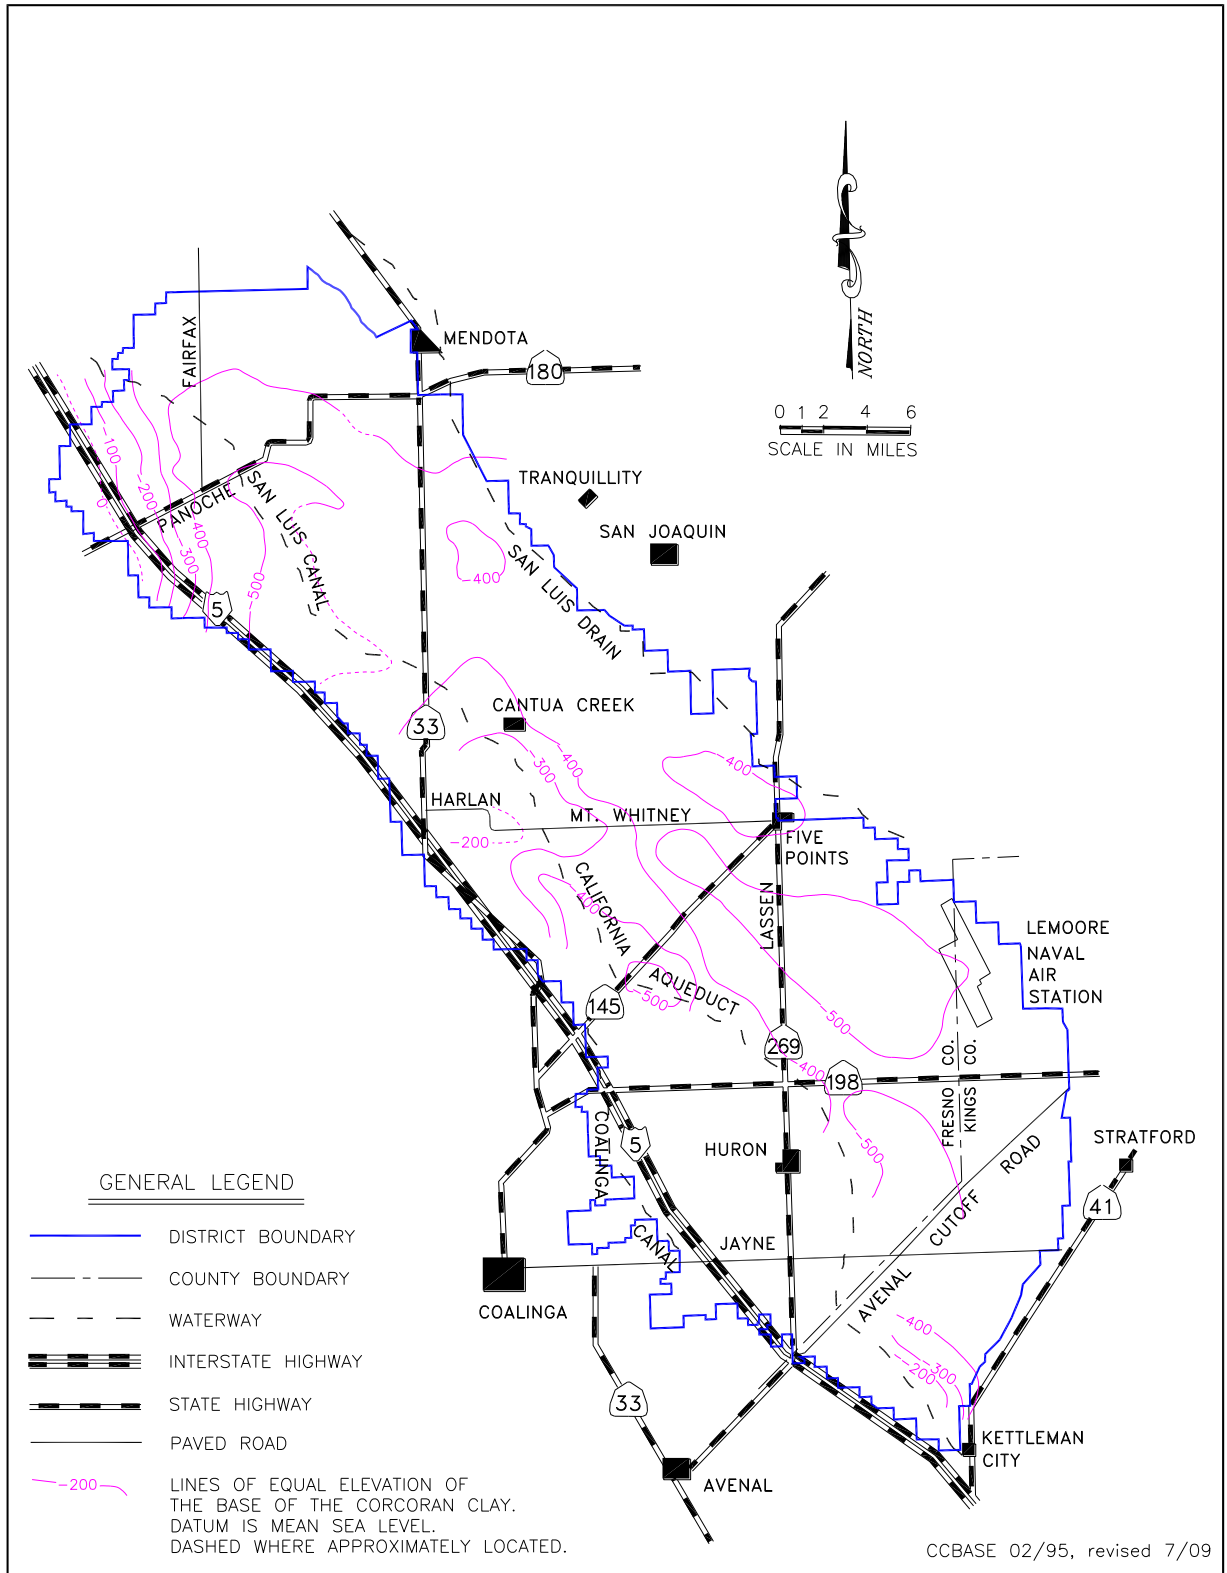 NORTH
FAIRFAX
MENDOTA
180
0 1 2 4 6
SCALE IN MILES
-100
-200
0
-300
-400
PANOCHE
SAN LUIS CANAL
-500
TRANQUILLITY
SAN JOAQUIN
-400
SAN LUIS DRAIN
5
33
CANTUA CREEK
-300
-400
-400
HARLAN
MT. WHITNEY
-200
FIVE
POINTS
CALIFORNIA
AQUEDUCT
-400
-500
LASSEN
LEMOORE
NAVAL
AIR
STATION
145
-500
269
-400
198
FRESNO CO.
KINGS CO.
-500
5
COALINGA
CANAL
HURON
STRATFORD
41
AVENAL CUTOFF ROAD
JAYNE
COALINGA
-400
-300
-200
33
AVENAL
KETTLEMAN
CITY
GENERAL LEGEND
DISTRICT BOUNDARY
COUNTY BOUNDARY
WATERWAY
INTERSTATE HIGHWAY
STATE HIGHWAY
PAVED ROAD
-200
LINES OF EQUAL ELEVATION OF
THE BASE OF THE CORCORAN CLAY.
DATUM IS MEAN SEA LEVEL.
DASHED WHERE APPROXIMATELY LOCATED.
CCBASE 02/95, revised 7/09